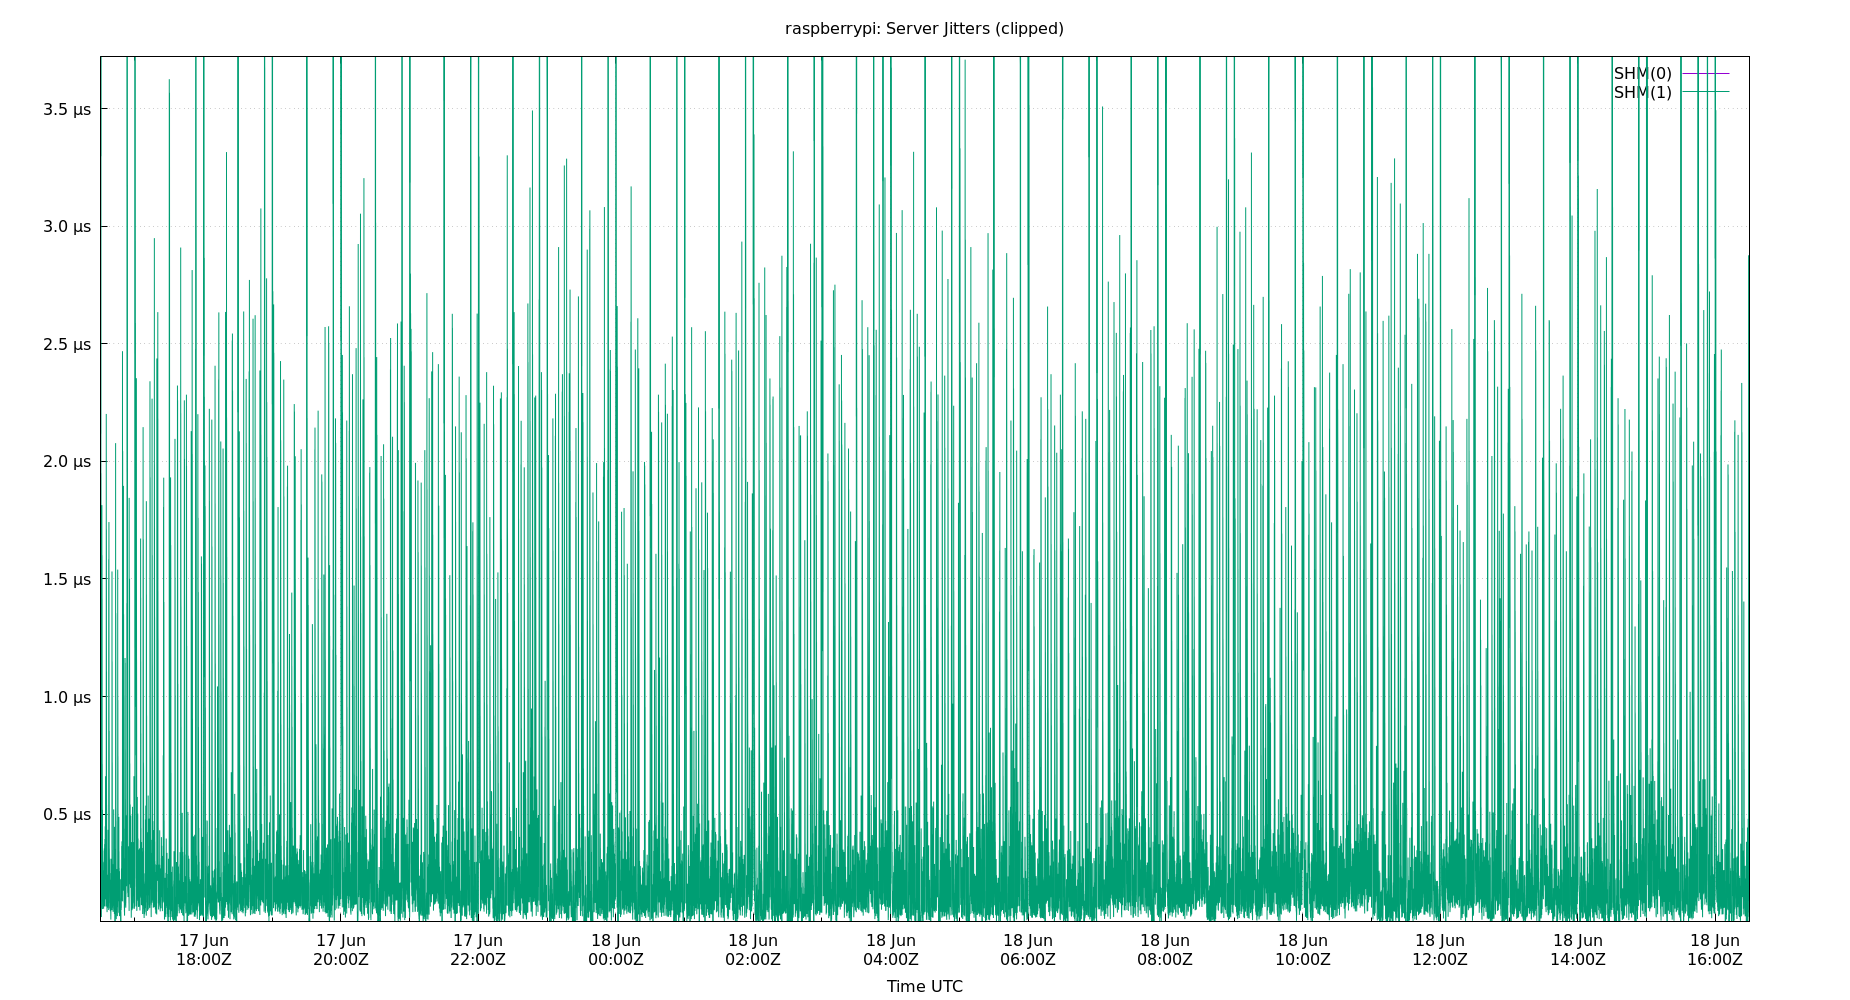 raspberrypi: Server Jitters (clipped)
SHM(0)
SHM(1)
3.5 µs
3.0 µs
2.5 µs
2.0 µs
1.5 µs
1.0 µs
0.5 µs
17 Jun 17 Jun 17 Jun 18 Jun 18 Jun 18 Jun 18 Jun 18 Jun 18 Jun 18 Jun 18 Jun 18 Jun
18:00Z 20:00Z 22:00Z 00:00Z 02:00Z 04:00Z 06:00Z 08:00Z 10:00Z 12:00Z 14:00Z 16:00Z
Time UTC